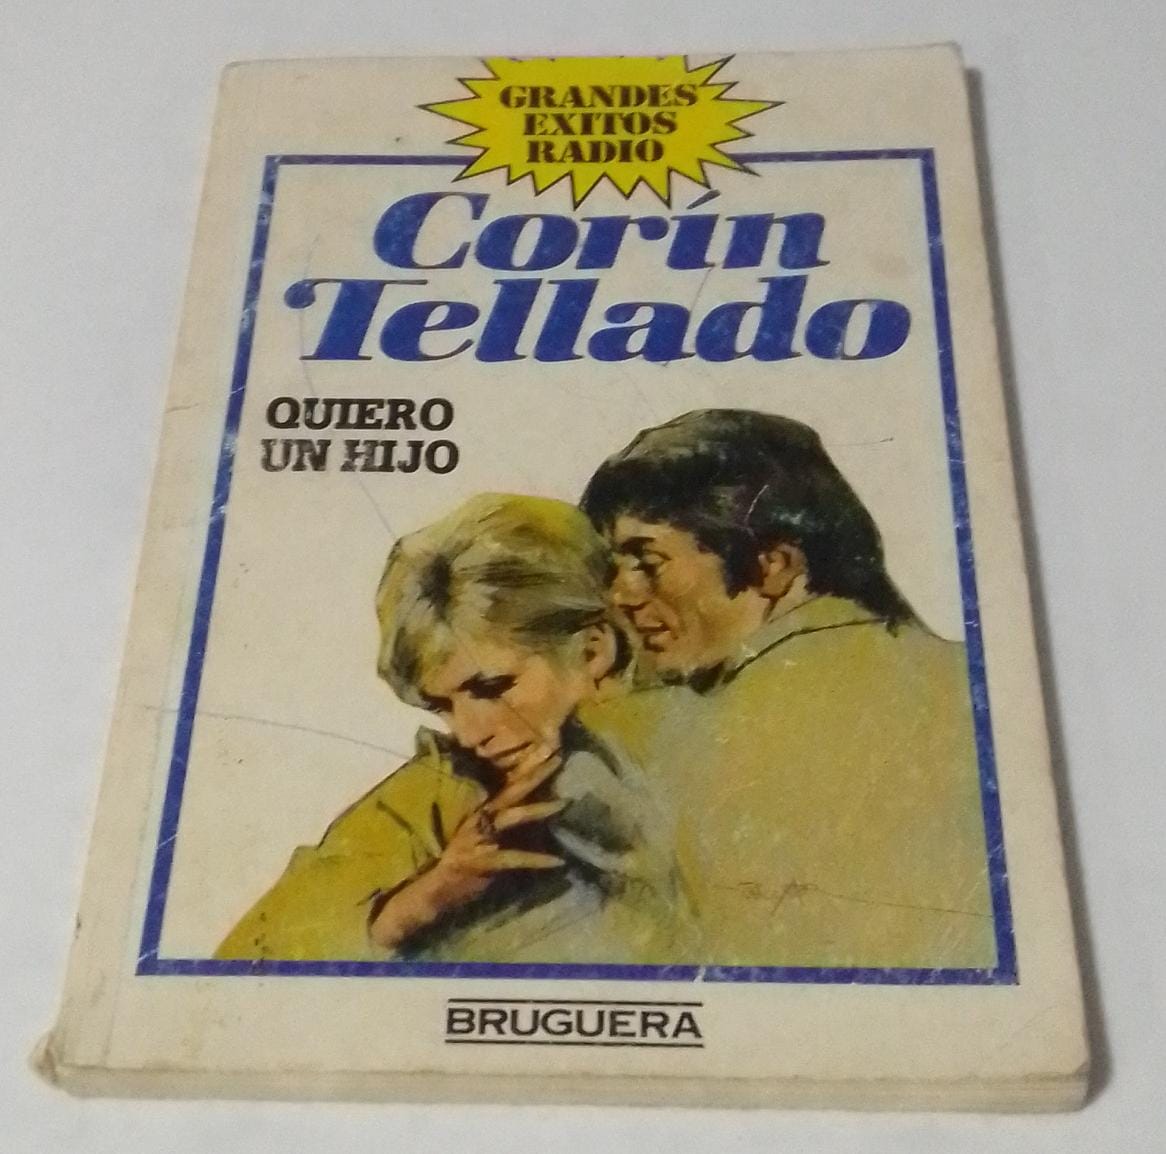 GRANDES
EXITOS
RADIO
Corín
Tellado
QUIERO
UN HIJO
BRUGUERA